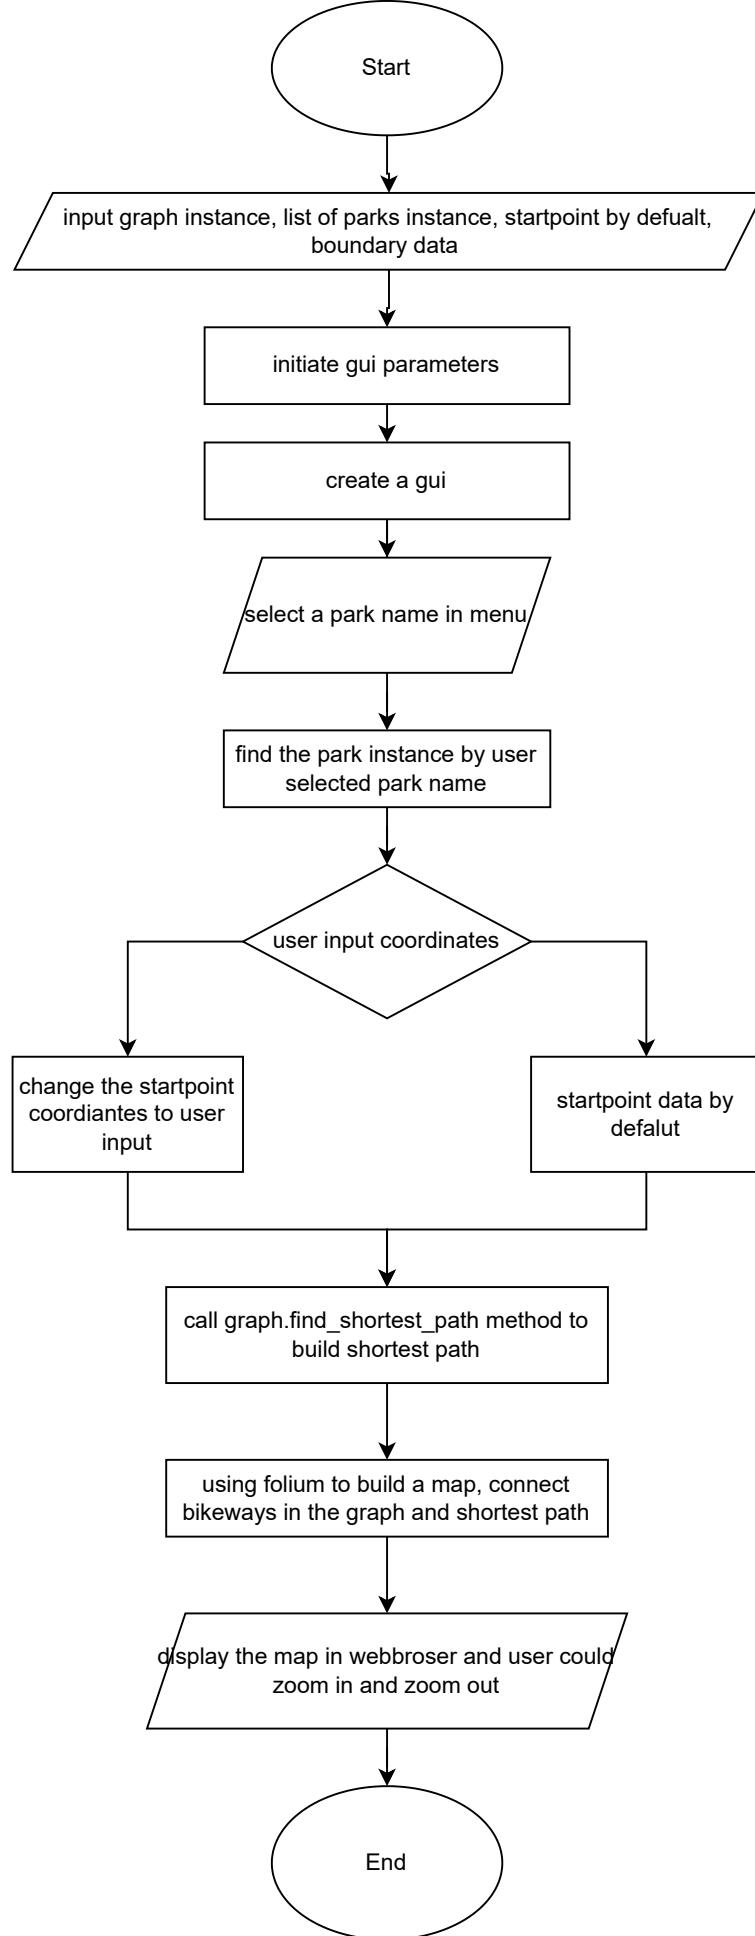 Start
input graph instance, list of parks instance, startpoint by defualt,
boundary data
initiate gui parameters
create a gui
select a park name in menu
find the park instance by user
selected park name
user input coordinates
change the startpoint
coordiantes to user
input
startpoint data by
defalut
call graph.find_shortest_path method to
build shortest path
using folium to build a map, connect
bikeways in the graph and shortest path
display the map in webbroser and user could
zoom in and zoom out
End